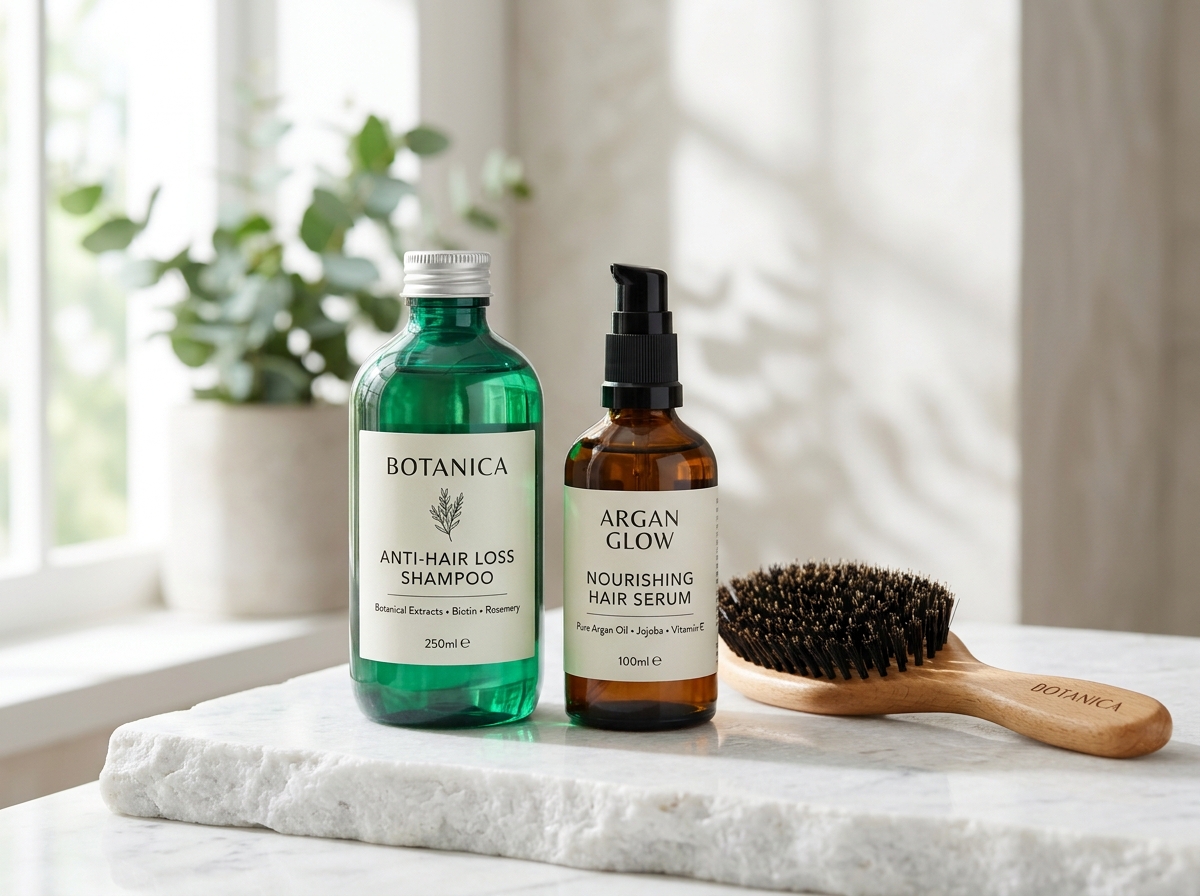 BOTANICA
ANTI-HAIR LOSS
SHAMPOO
Botanical Extracts • Biotin • Rosemery
250ml ℮
ARGAN
GLOW
NOURISHING
HAIR SERUM
Pure Argan Oil • Jojoba • Vitamin E
100ml ℮
BOTANICA